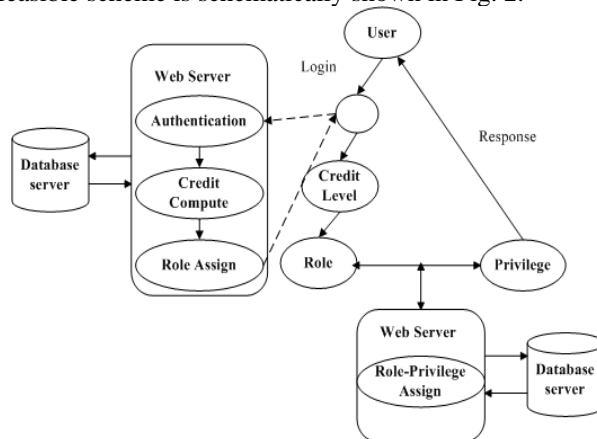 feasible scheme is schematically shown in Fig. 2.
User
Login
Web Server
Authentication
Response
Database
server
Credit
Compute
Credit
Level
Role Assign
Role
Privilege
Web Server
Role-Privilege
Assign
Database
server